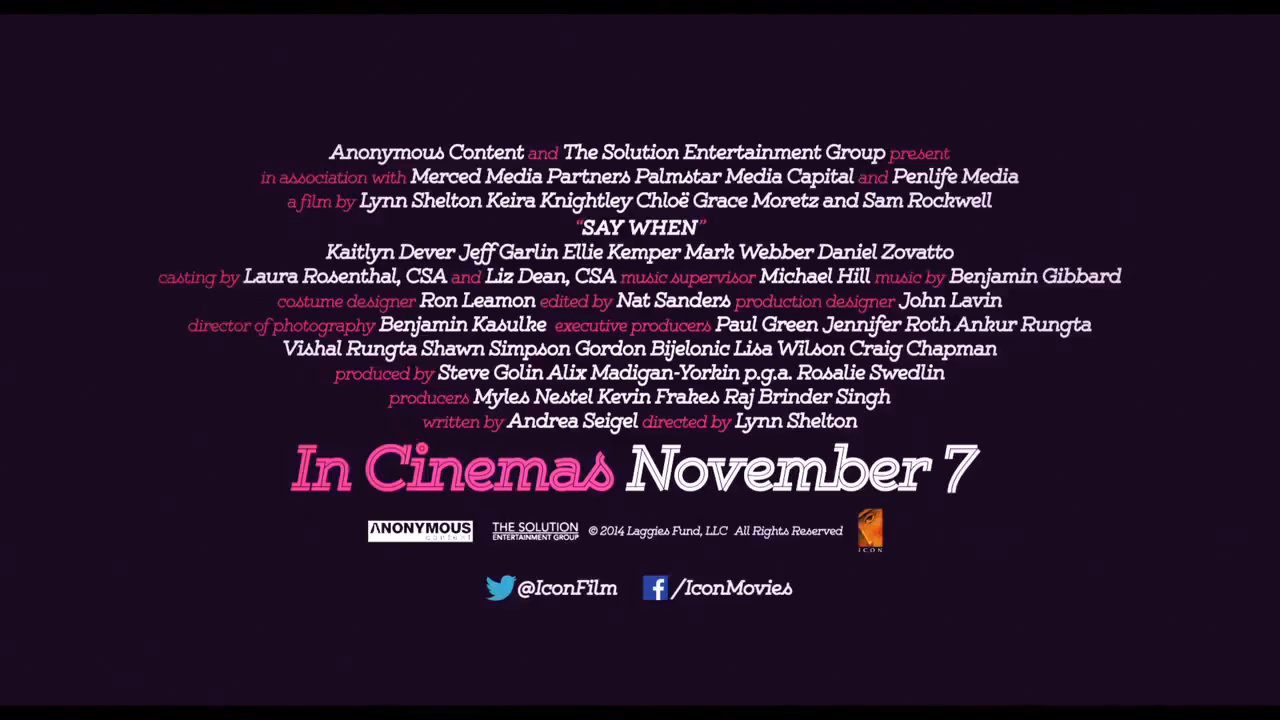 Anonymous Content and The Solution Entertainment Group present
in association with Merced Media Partners Palmstar Media Capital and Penlife Media
a film by Lynn Shelton Keira Knightley Chloë Grace Moretz and Sam Rockwell
"SAY WHEN"
Kaitlyn Dever Jeff Garlin Ellie Kemper Mark Webber Daniel Zovatto
casting by Laura Rosenthal, CSA and Liz Dean, CSA music supervisor Michael Hill music by Benjamin Gibbard
costume designer Ron Leamon edited by Nat Sanders production designer John Lavin
director of photography Benjamin Kasulke executive producers Paul Green Jennifer Roth Ankur Rungta
Vishal Rungta Shawn Simpson Gordon Bijelonic Lisa Wilson Craig Chapman
produced by Steve Golin Alix Madigan-Yorkin p.g.a. Rosalie Swedlin
producers Myles Nestel Kevin Frakes Raj Brinder Singh
written by Andrea Seigel directed by Lynn Shelton
In Cinemas November 7
ANONYMOUS content THE SOLUTION ENTERTAINMENT GROUP © 2014 Laggies Fund, LLC All Rights Reserved ICON
@IconFilm /IconMovies